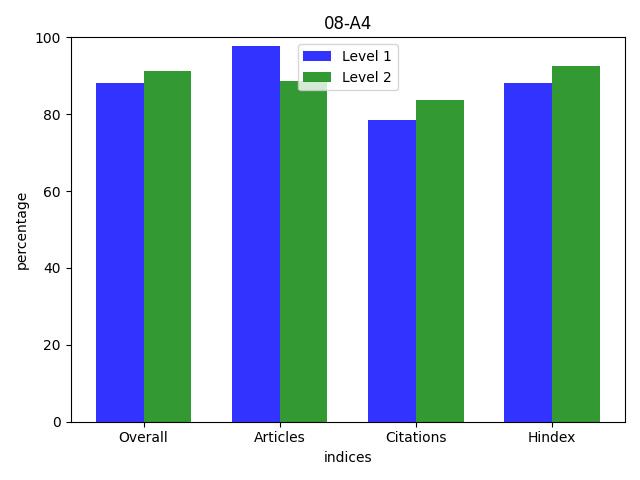 08-A4
Level 1
Level 2
percentage
100
80
60
40
20
0
Overall Articles Citations Hindex
indices